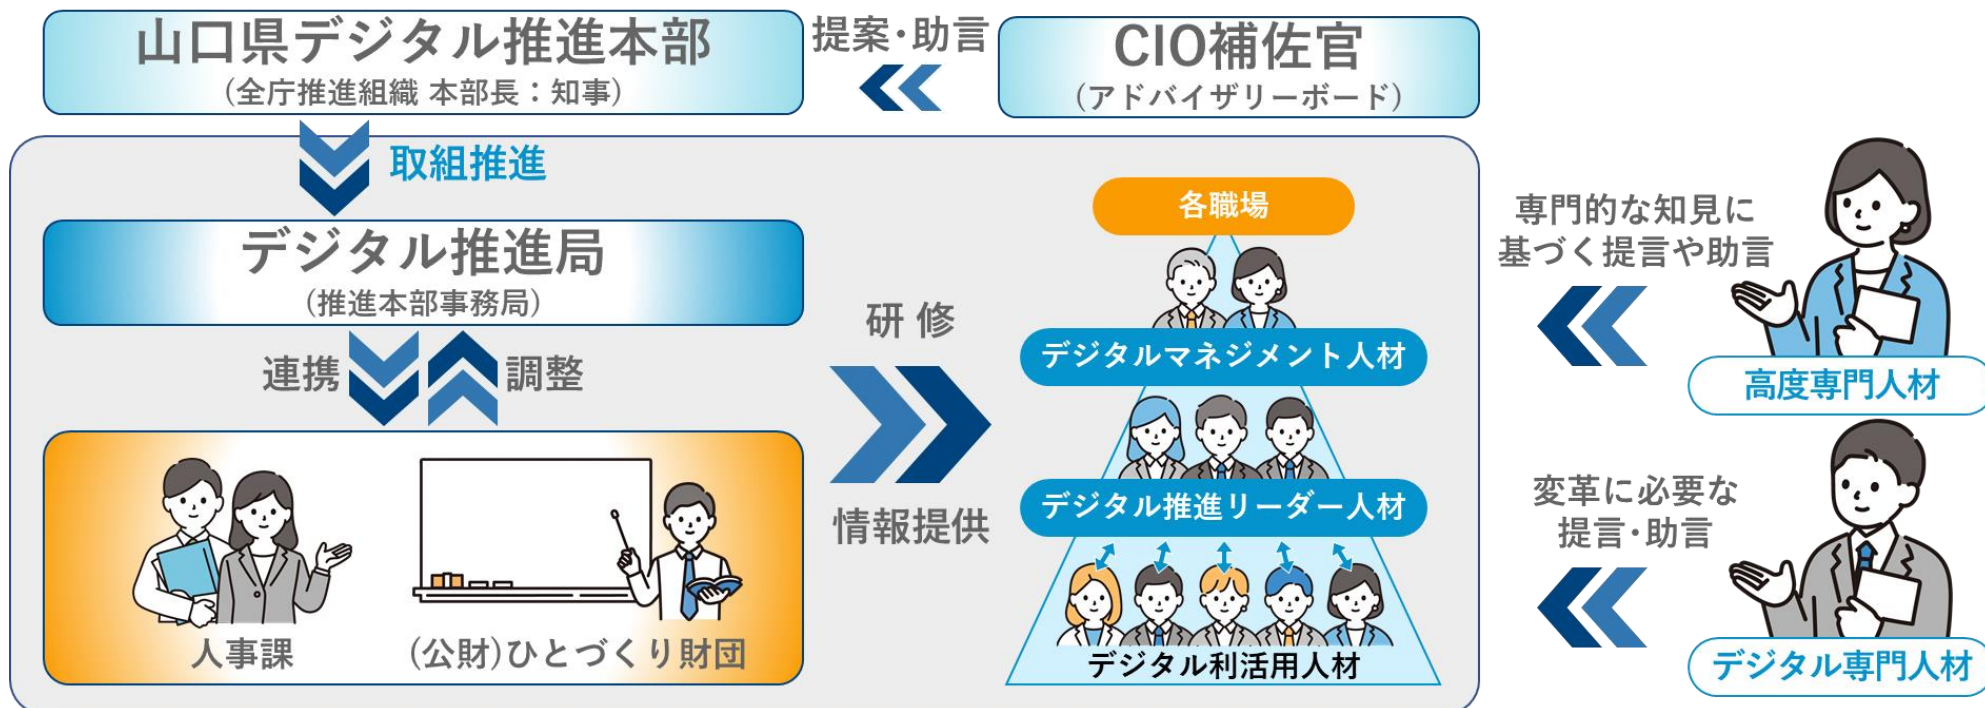 山口県デジタル推進本部
(全庁推進組織 本部長：知事)
提案・助言
CIO補佐官
(アドバイザリーボード)
取組推進
デジタル推進局
(推進本部事務局)
連携
調整
人事課
(公財)ひとづくり財団
研 修
情報提供
各職場
デジタルマネジメント人材
デジタル推進リーダー人材
デジタル利活用人材
専門的な知見に
基づく提言や助言
高度専門人材
変革に必要な
提言・助言
デジタル専門人材